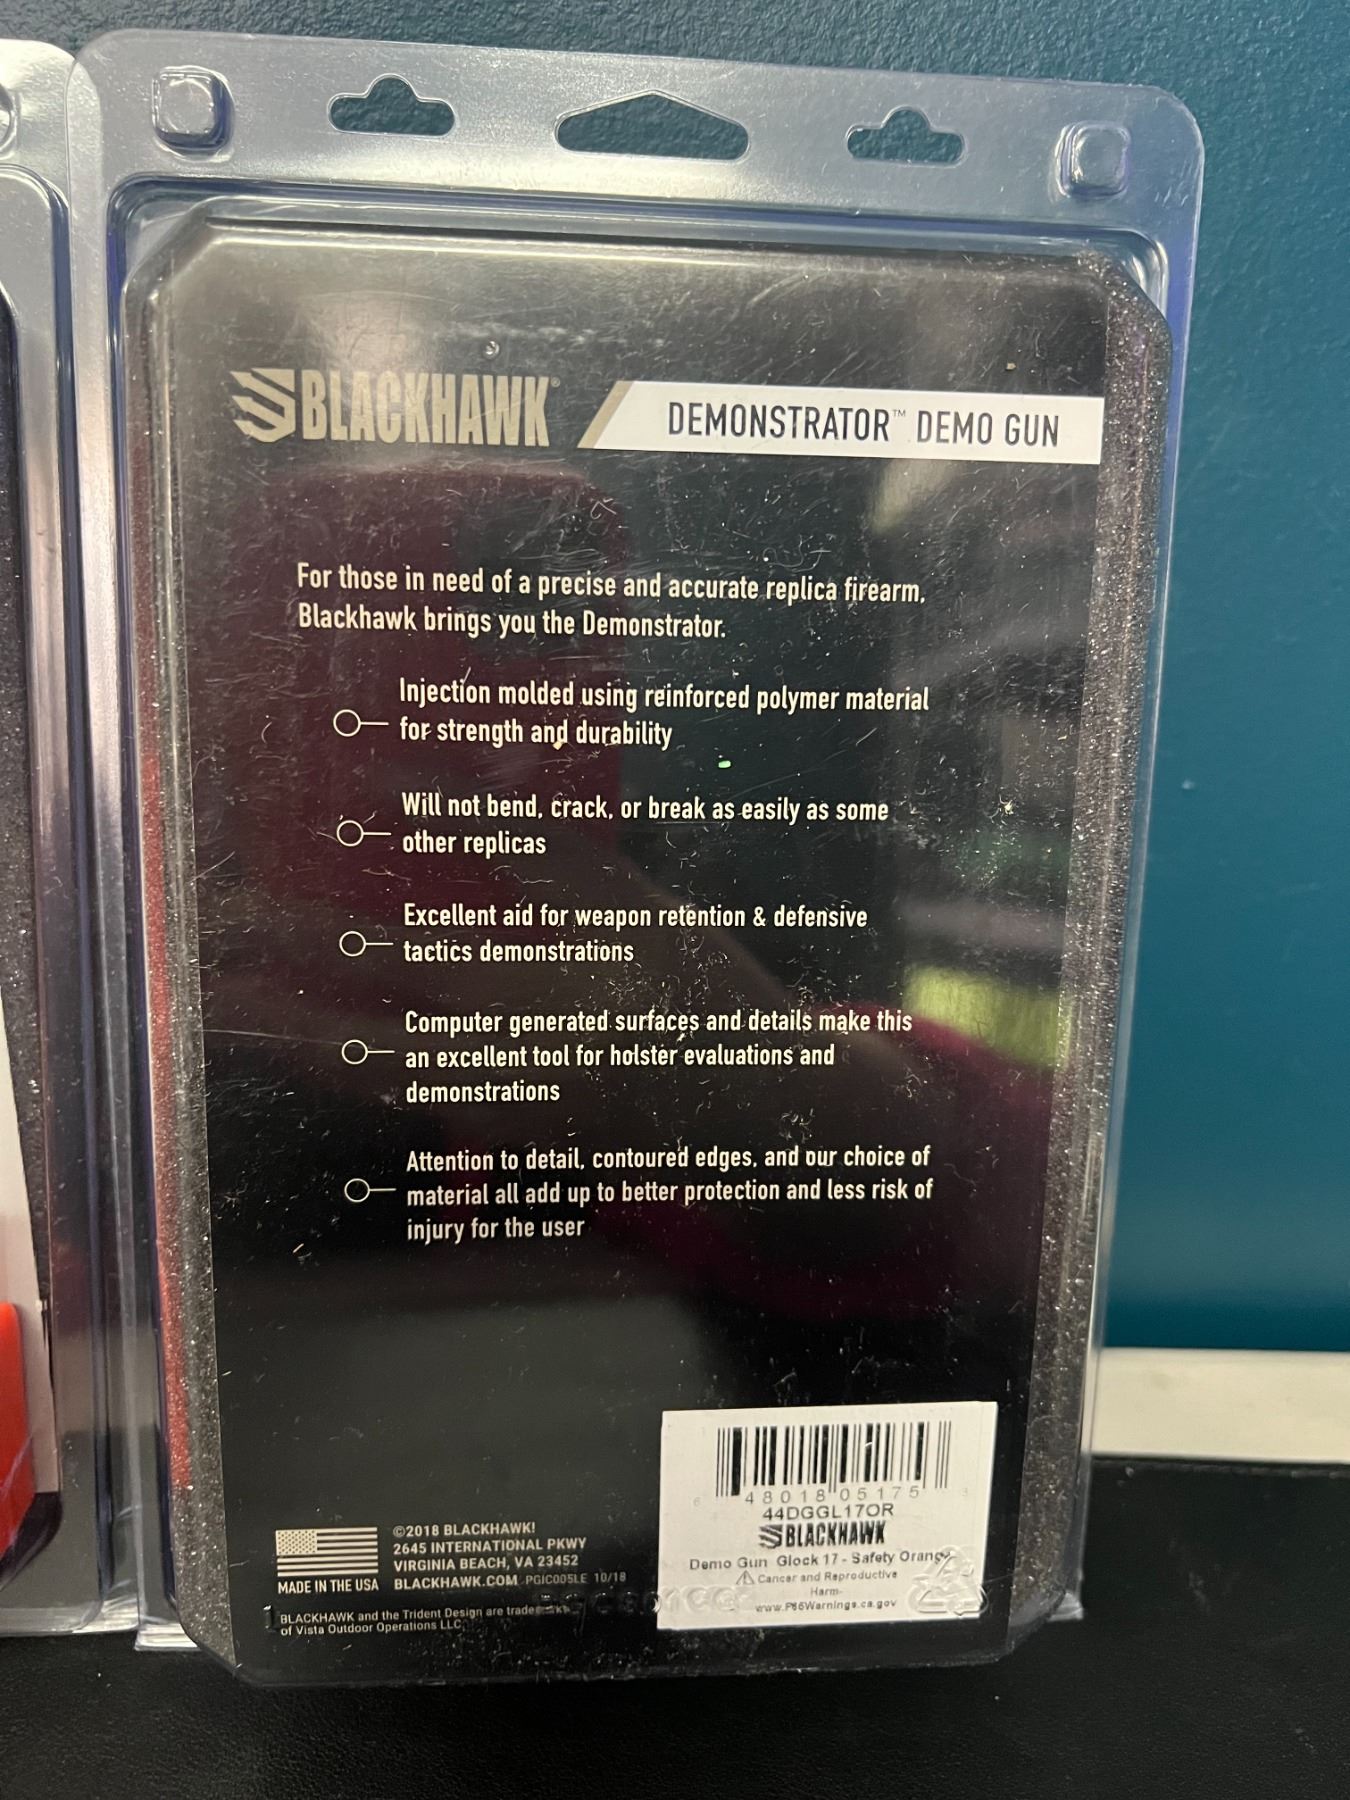 BLACKHAWK®
DEMONSTRATOR™ DEMO GUN
For those in need of a precise and accurate replica firearm,
Blackhawk brings you the Demonstrator.
Injection molded using reinforced polymer material
for strength and durability
Will not bend, crack, or break as easily as some
other replicas
Excellent aid for weapon retention & defensive
tactics demonstrations
Computer generated surfaces and details make this
an excellent tool for holster evaluations and
demonstrations
Attention to detail, contoured edges, and our choice of
material all add up to better protection and less risk of
injury for the user
MADE IN THE USA
©2018 BLACKHAWK!
2645 INTERNATIONAL PKWY
VIRGINIA BEACH, VA 23452
BLACKHAWK.COM PGIC005LE 10/18
BLACKHAWK and the Trident Design are
of Vista Outdoor Operations LLC
6 48018 05175 3
44DGGL17OR
BLACKHAWK
Demo Gun Glock 17 - Safety Orange
⚠ Cancer and Reproductive
Harm-
www.P65Warnings.ca.gov